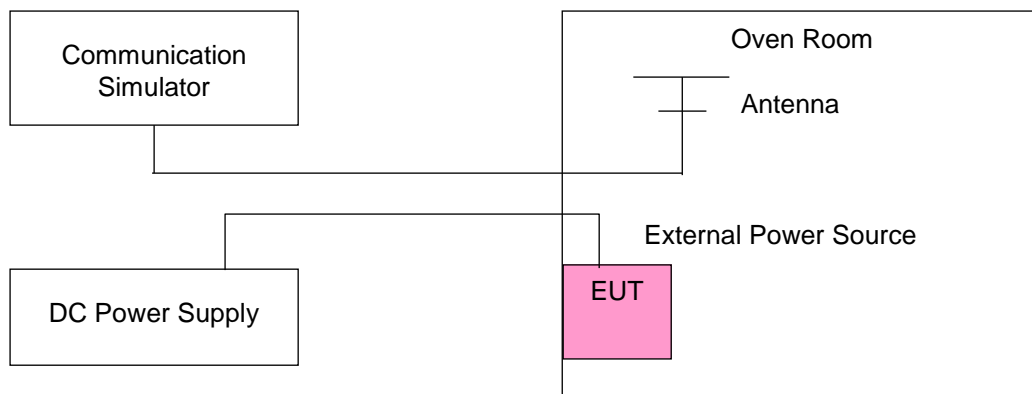 Communication
Simulator
Oven Room
Antenna
External Power Source
DC Power Supply
EUT